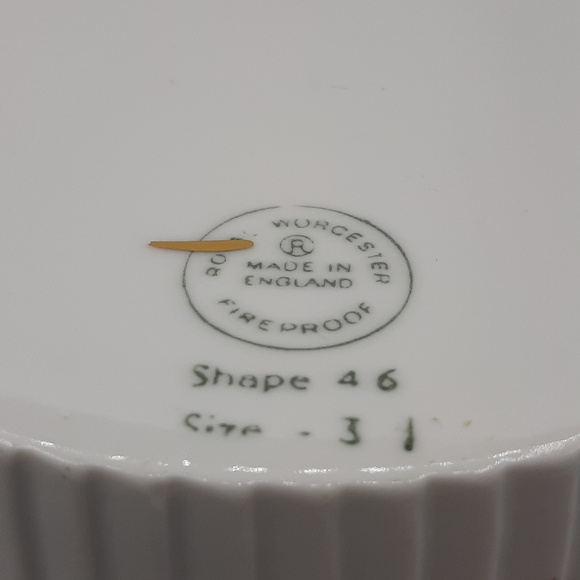 WORCESTER
R
MADE IN
ENGLAND
FIREPROOF
Shape 46
Size - 3